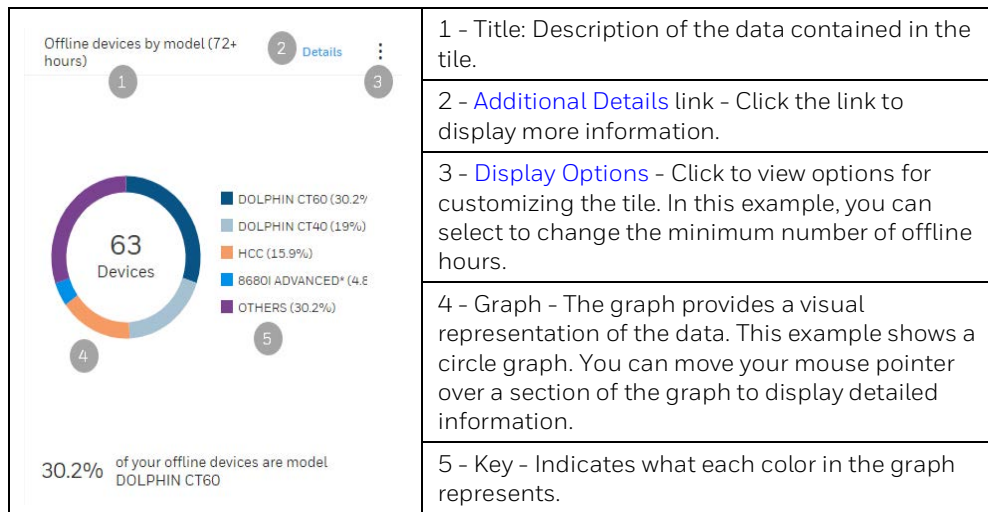 Offline devices by model (72+
hours)
2
Details
1
3
63
Devices
DOLPHIN CT60 (30.2%
DOLPHIN CT40 (19%)
HCC (15.9%)
8680I ADVANCED* (4.8
OTHERS (30.2%)
4
5
30.2%
of your offline devices are model
DOLPHIN CT60
1 - Title: Description of the data contained in the
tile.
2 - Additional Details link - Click the link to
display more information.
3 - Display Options - Click to view options for
customizing the tile. In this example, you can
select to change the minimum number of offline
hours.
4 - Graph - The graph provides a visual
representation of the data. This example shows a
circle graph. You can move your mouse pointer
over a section of the graph to display detailed
information.
5 - Key - Indicates what each color in the graph
represents.